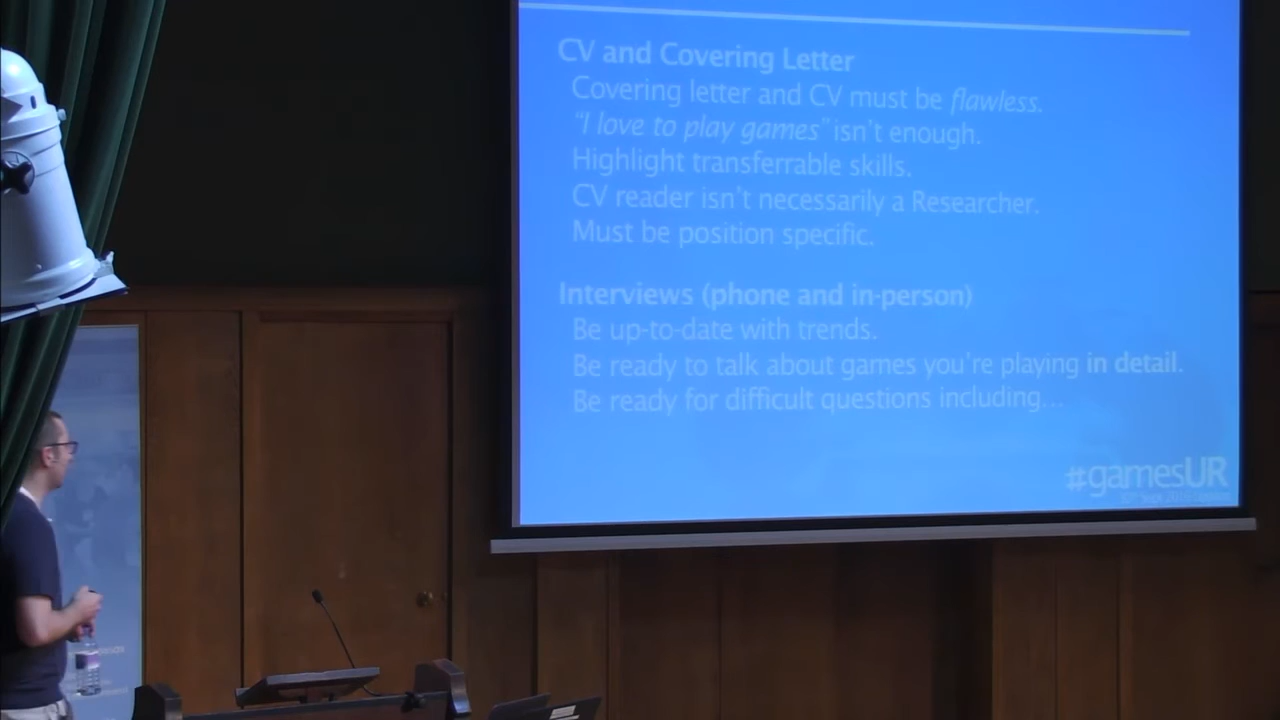 CV and Covering Letter
Covering letter and CV must be flawless.
"I love to play games" isn't enough.
Highlight transferrable skills.
CV reader isn't necessarily a Researcher.
Must be position specific.
Interviews (phone and in-person)
Be up-to-date with trends.
Be ready to talk about games you're playing in detail.
Be ready for difficult questions including...
#gamesUR